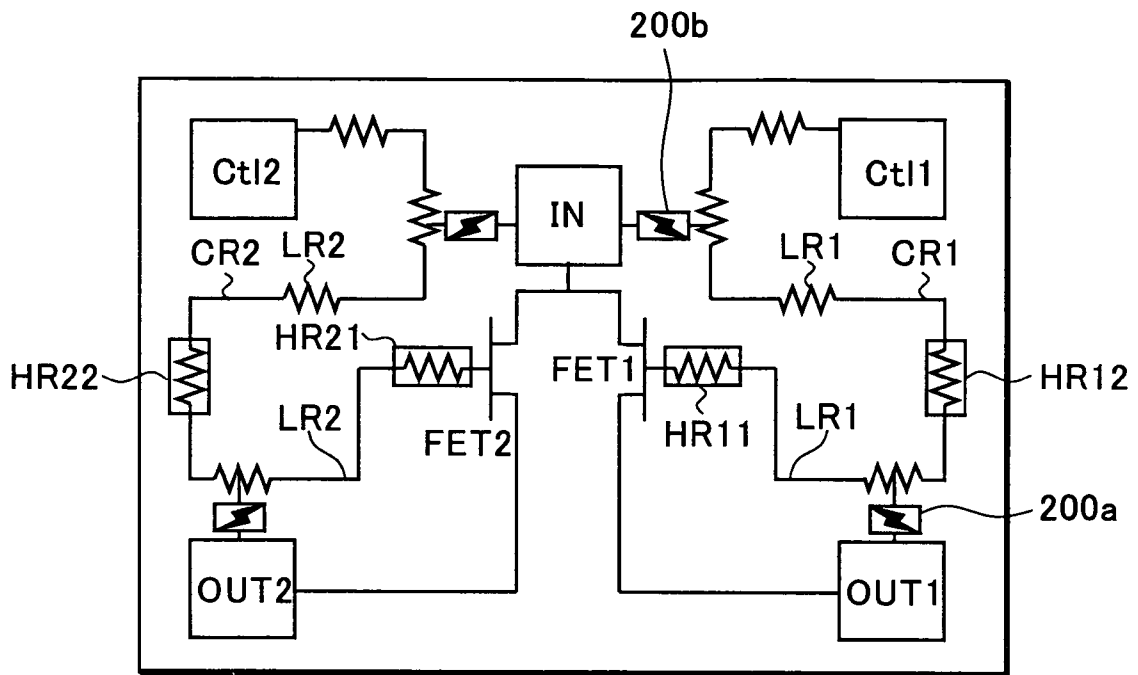 200b
Ctl2
IN
Ctl1
CR2
LR2
LR1
CR1
HR21
HR22
FET1
HR12
LR2
FET2
HR11
LR1
200a
OUT2
OUT1